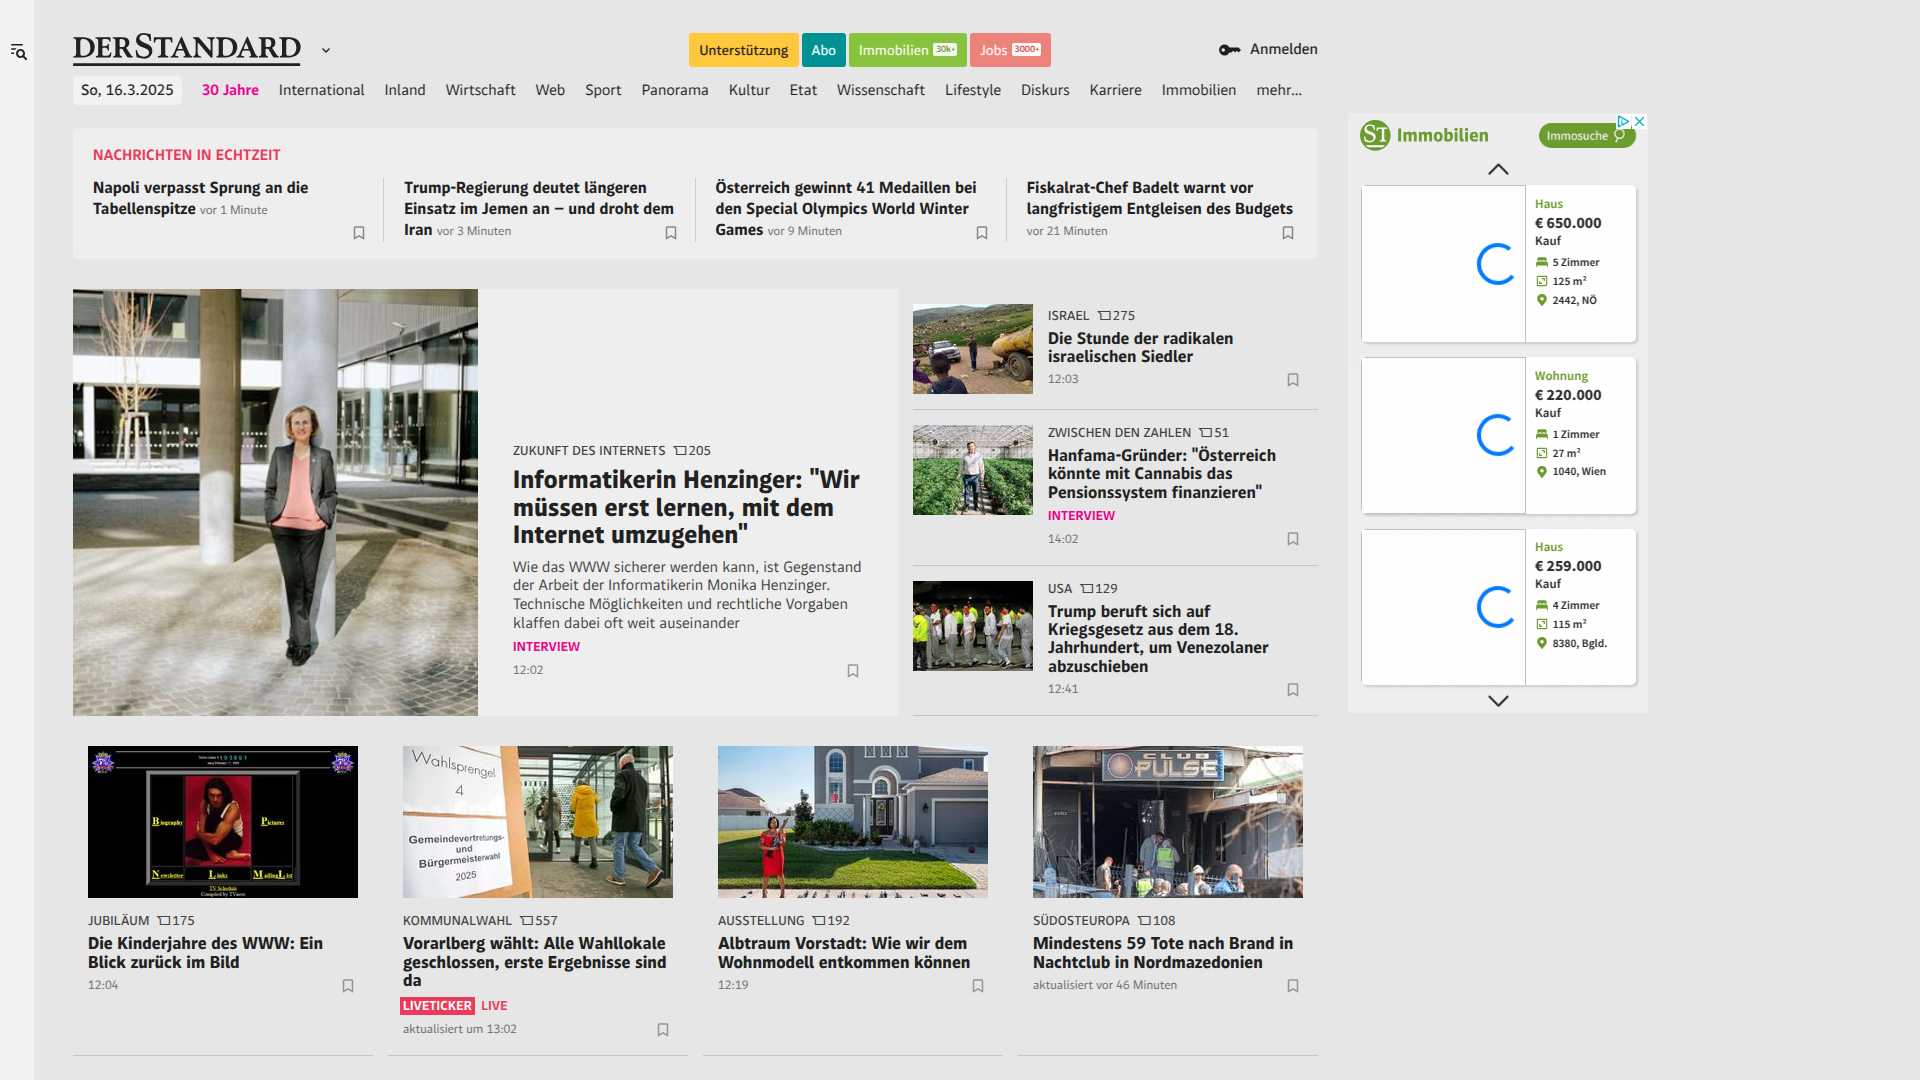 DERSTANDARD
Unterstützung
Abo
Immobilien 30k+
Jobs 3000+
Anmelden
So, 16.3.2025
30 Jahre
International
Inland
Wirtschaft
Web
Sport
Panorama
Kultur
Etat
Wissenschaft
Lifestyle
Diskurs
Karriere
Immobilien
mehr...
NACHRICHTEN IN ECHTZEIT
Napoli verpasst Sprung an die
Tabellenspitze vor 1 Minute
Trump-Regierung deutet längeren
Einsatz im Jemen an – und droht dem
Iran vor 3 Minuten
Österreich gewinnt 41 Medaillen bei
den Special Olympics World Winter
Games vor 9 Minuten
Fiskalrat-Chef Badelt warnt vor
langfristigem Entgleisen des Budgets
vor 21 Minuten
ZUKUNFT DES INTERNETS 205
Informatikerin Henzinger: "Wir
müssen erst lernen, mit dem
Internet umzugehen"
Wie das WWW sicherer werden kann, ist Gegenstand
der Arbeit der Informatikerin Monika Henzinger.
Technische Möglichkeiten und rechtliche Vorgaben
klaffen dabei oft weit auseinander
INTERVIEW
12:02
ISRAEL 275
Die Stunde der radikalen
israelischen Siedler
12:03
ZWISCHEN DEN ZAHLEN 51
Hanfama-Gründer: "Österreich
könnte mit Cannabis das
Pensionssystem finanzieren"
INTERVIEW
14:02
USA 129
Trump beruft sich auf
Kriegsgesetz aus dem 18.
Jahrhundert, um Venezolaner
abzuschieben
12:41
ST Immobilien
Immosuche
Haus
€ 650.000
Kauf
5 Zimmer
125 m²
2442, NÖ
Wohnung
€ 220.000
Kauf
1 Zimmer
27 m²
1040, Wien
Haus
€ 259.000
Kauf
4 Zimmer
115 m²
8380, Bgld.
Biography
Pictures
Newsletter
Links
MailingList
TV Schedule
JUBILÄUM 175
Die Kinderjahre des WWW: Ein
Blick zurück im Bild
12:04
Wahlsprengel
4
Gemeindevertretungs-
und
Bürgermeisterwahl
2025
KOMMUNALWAHL 557
Vorarlberg wählt: Alle Wahllokale
geschlossen, erste Ergebnisse sind
da
LIVETICKER LIVE
aktualisiert um 13:02
AUSSTELLUNG 192
Albtraum Vorstadt: Wie wir dem
Wohnmodell entkommen können
12:19
CLUB
PULSE
SÜDOSTEUROPA 108
Mindestens 59 Tote nach Brand in
Nachtclub in Nordmazedonien
aktualisiert vor 46 Minuten